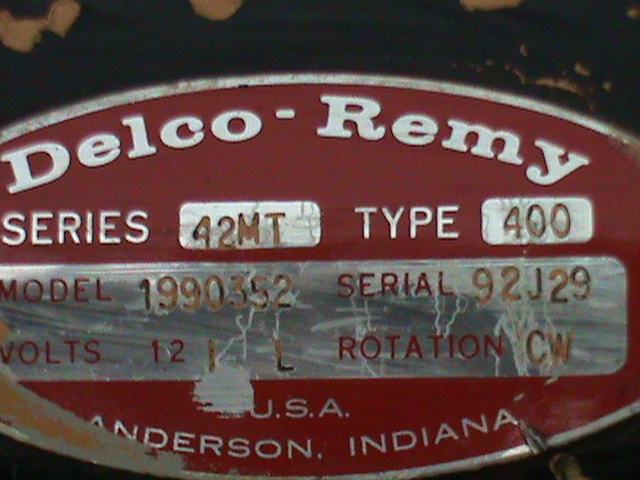 Delco-Remy
SERIES 42MT TYPE 400
MODEL 1990352 SERIAL 92J29
VOLTS 12 L ROTATION CW
U.S.A.
ANDERSON, INDIANA